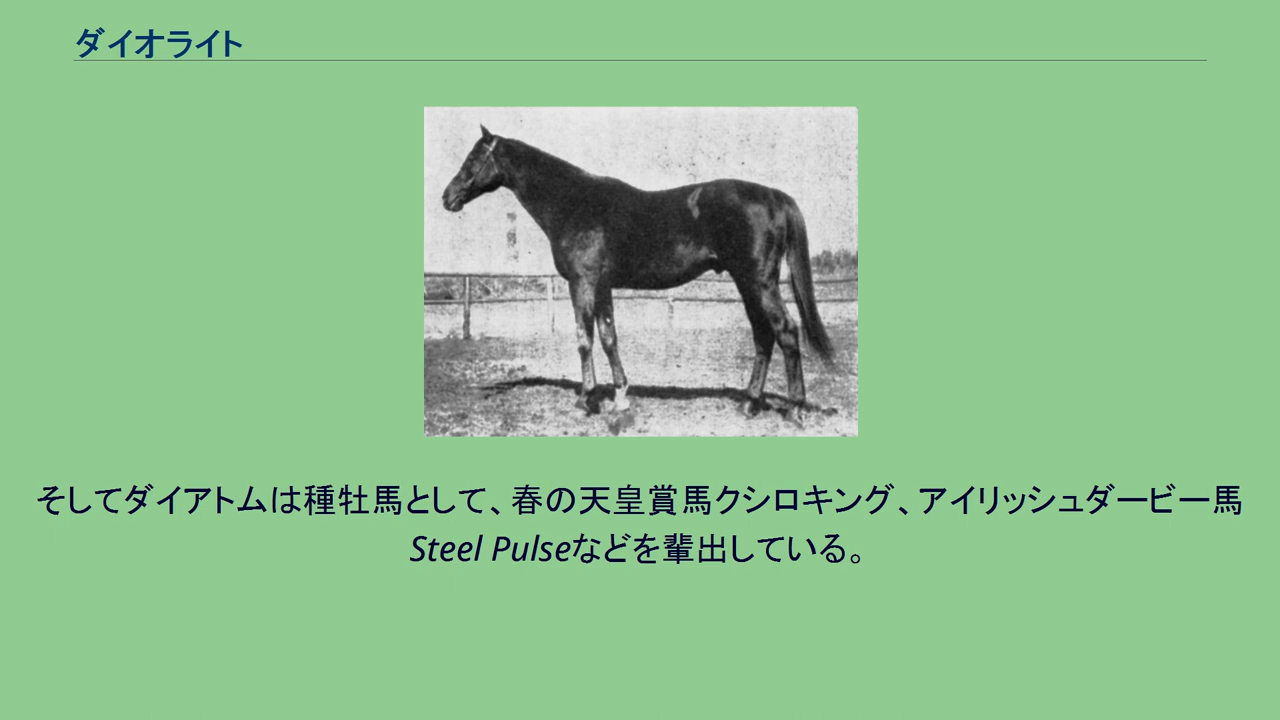 ダイオライト
そしてダイアトムは種牡馬として、春の天皇賞馬クシロキング、アイリッシュダービー馬
Steel Pulseなどを輩出している。